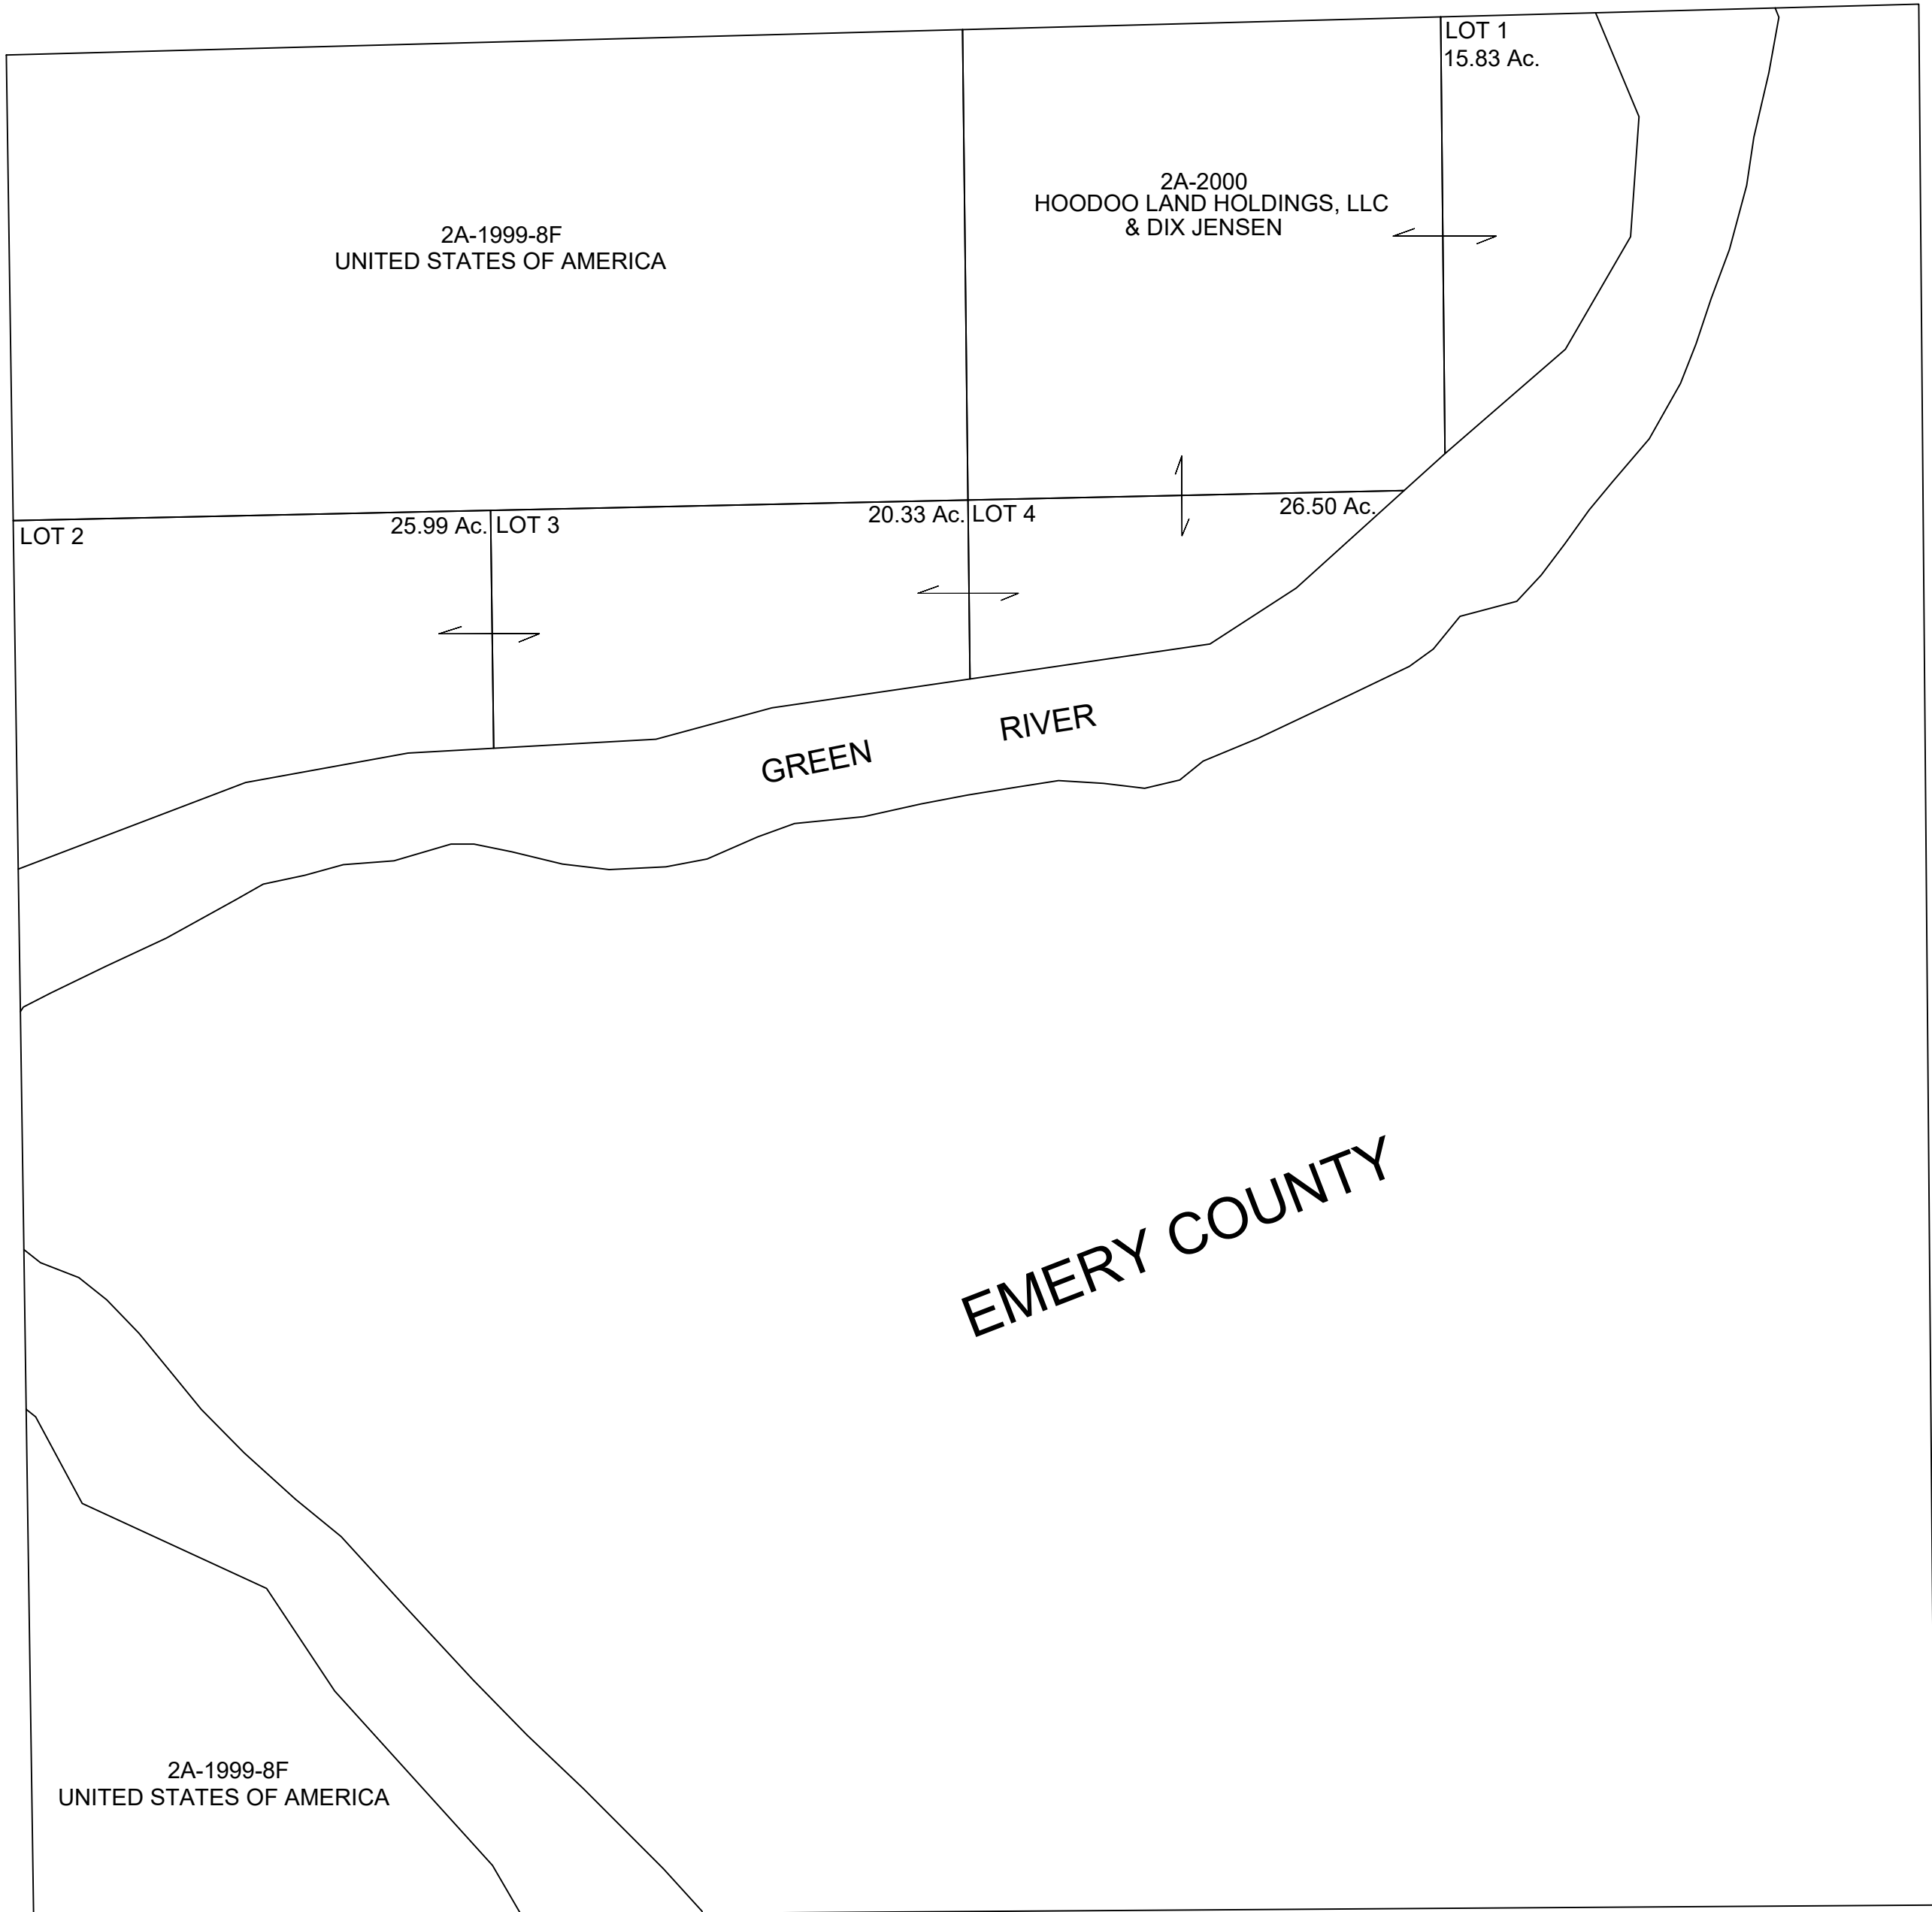 LOT 1
15.83 Ac.
2A-2000
HOODOO LAND HOLDINGS, LLC
& DIX JENSEN
2A-1999-8F
UNITED STATES OF AMERICA
LOT 2
25.99 Ac.
LOT 3
20.33 Ac.
LOT 4
26.50 Ac.
GREEN RIVER
EMERY COUNTY
2A-1999-8F
UNITED STATES OF AMERICA